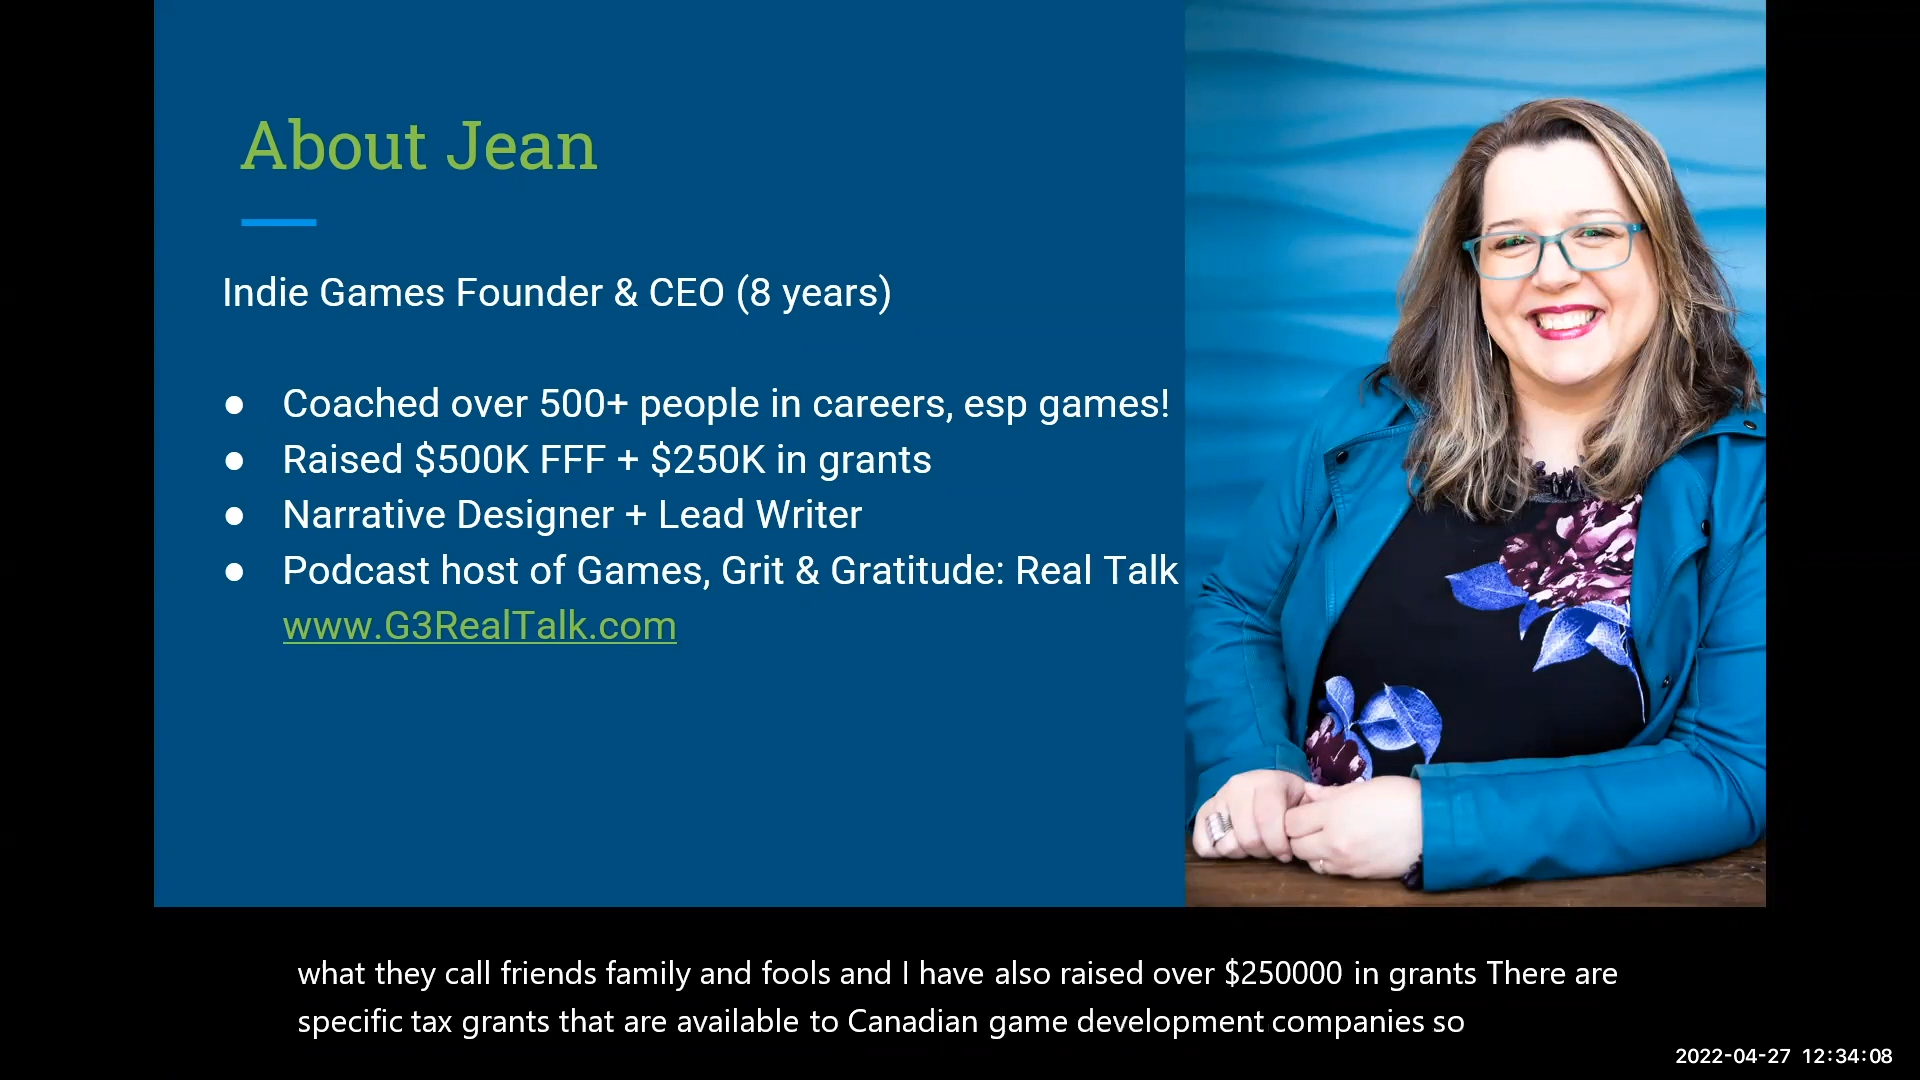 About Jean
Indie Games Founder & CEO (8 years)
● Coached over 500+ people in careers, esp games!
● Raised $500K FFF + $250K in grants
● Narrative Designer + Lead Writer
● Podcast host of Games, Grit & Gratitude: Real Talk
www.G3RealTalk.com
what they call friends family and fools and I have also raised over $250000 in grants There are
specific tax grants that are available to Canadian game development companies so
2022-04-27 12:34:08